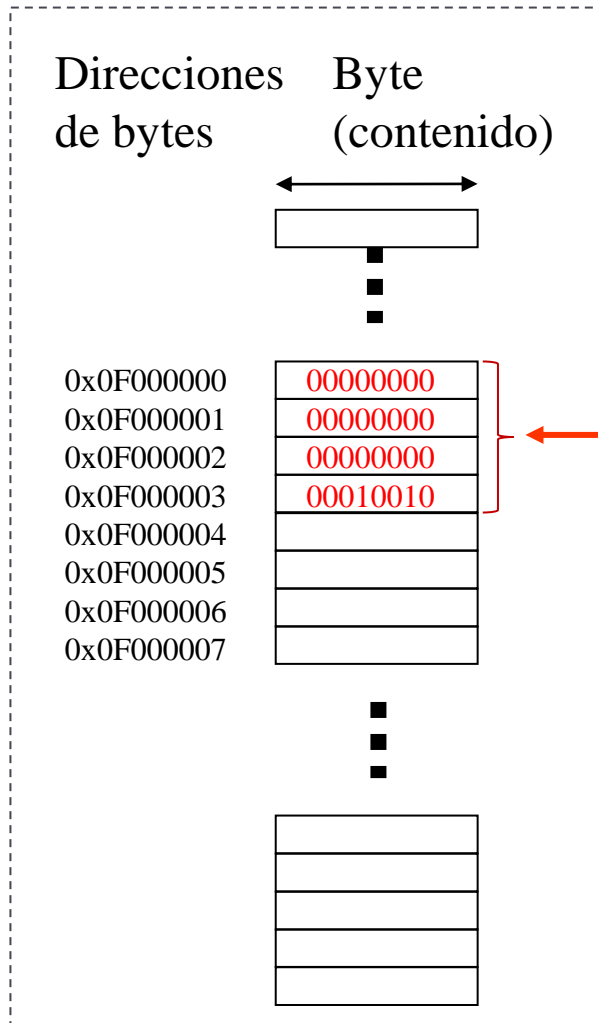 Direcciones Byte
de bytes (contenido)
0x0F000000 00000000
0x0F000001 00000000
0x0F000002 00000000
0x0F000003 00010010
0x0F000004
0x0F000005
0x0F000006
0x0F000007